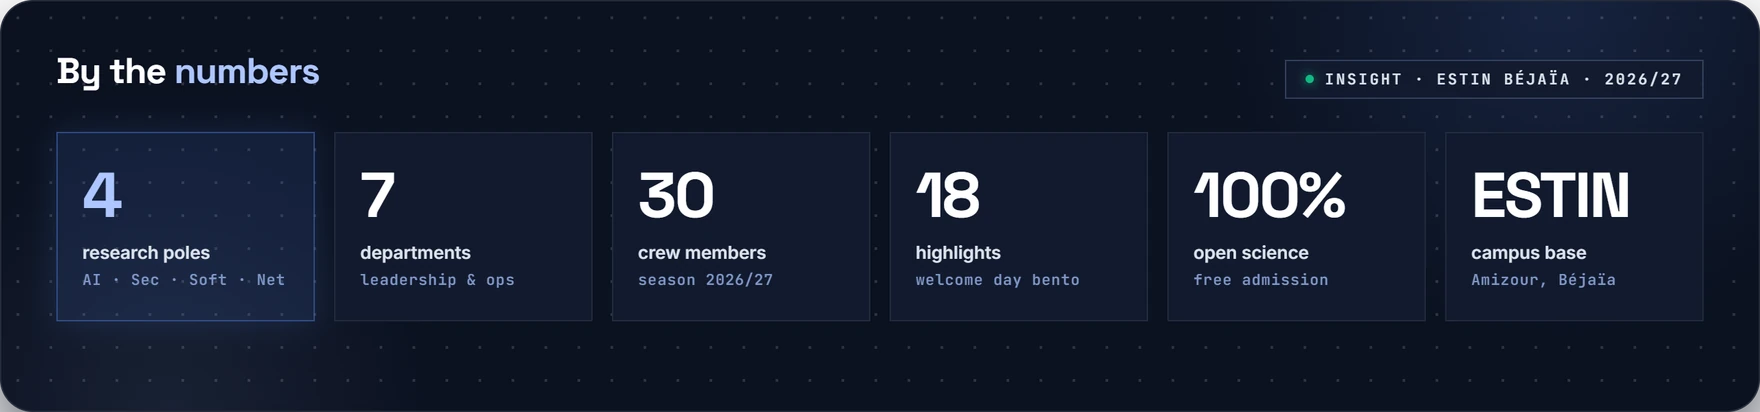 By the numbers
INSIGHT · ESTIN BÉJAÏA · 2026/27
4
research poles
AI · Sec · Soft · Net
7
departments
leadership & ops
30
crew members
season 2026/27
18
highlights
welcome day bento
100%
open science
free admission
ESTIN
campus base
Amizour, Béjaïa